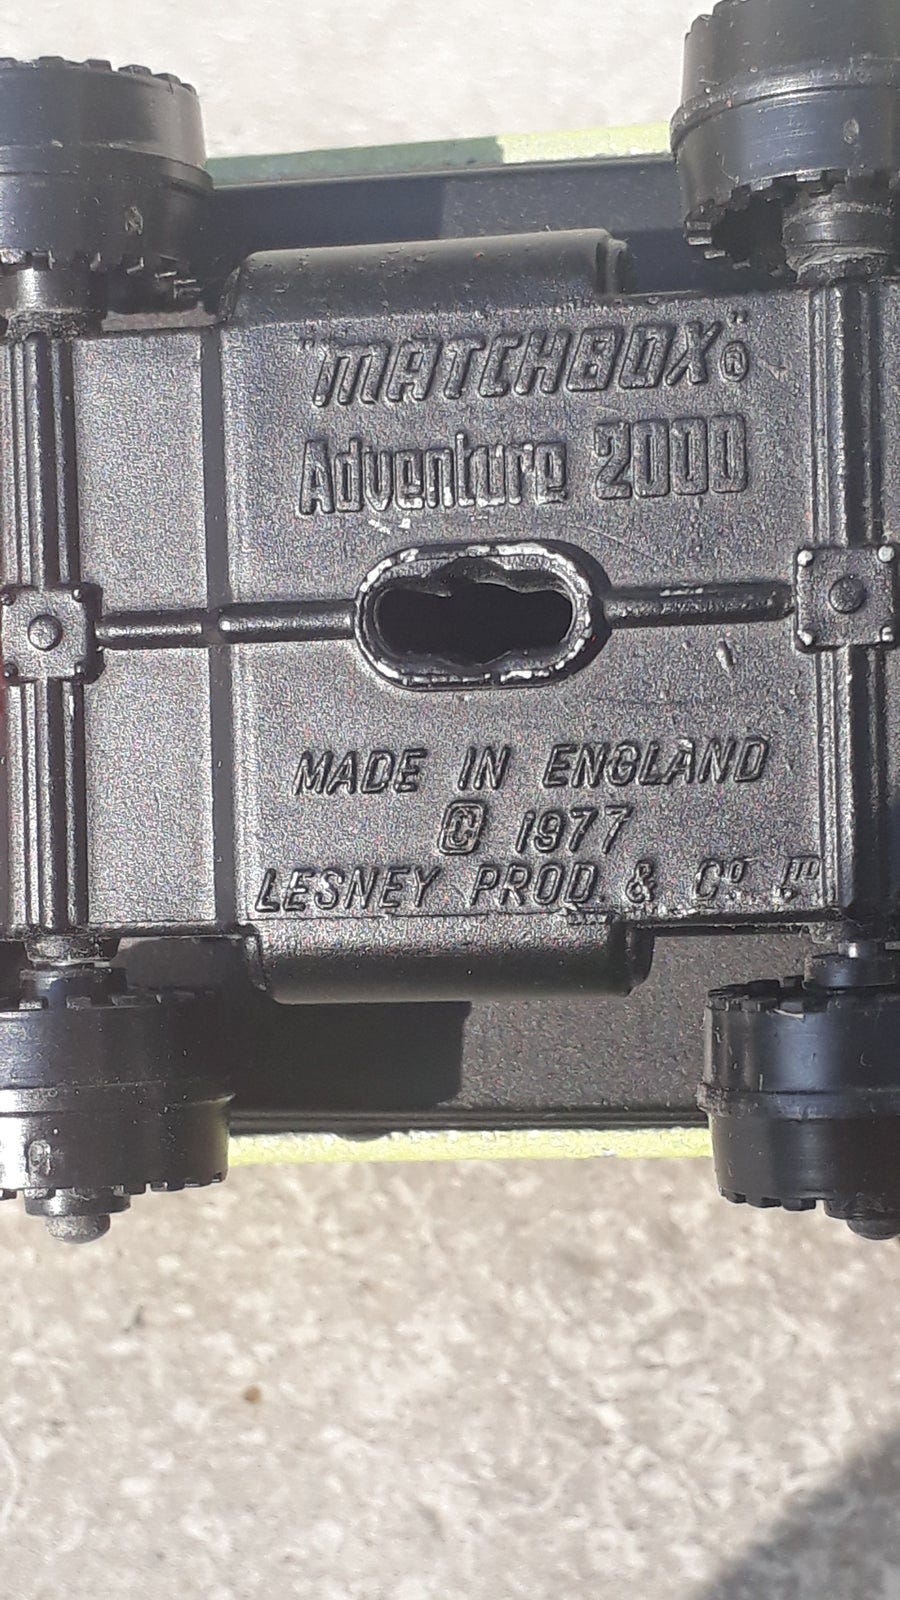 "MATCHBOX"®
Adventure 2000
MADE IN ENGLAND
© 1977
LESNEY PROD. & Cº Lᵀᴰ